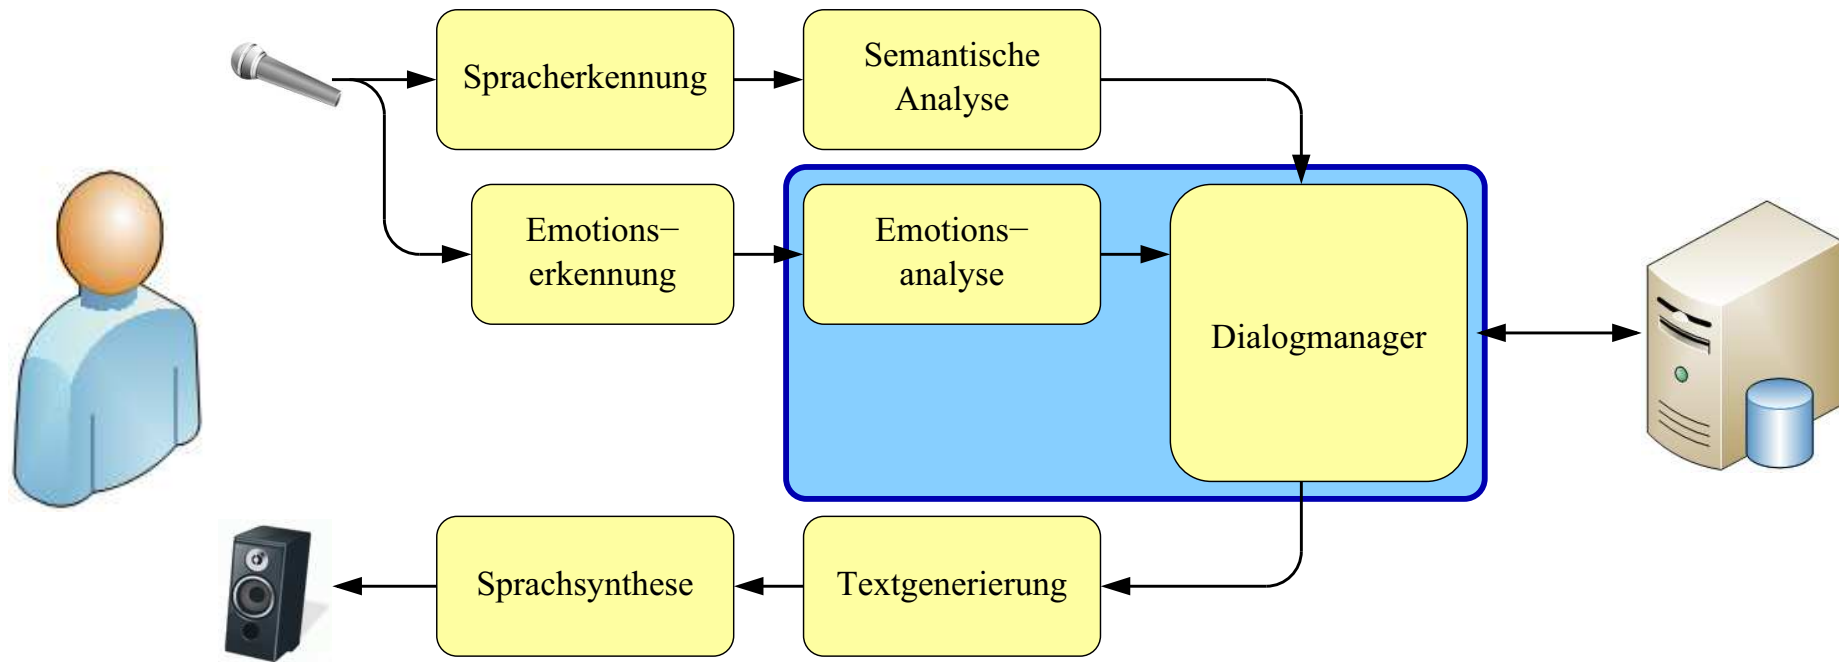 Spracherkennung
Semantische
Analyse
Emotions−
erkennung
Emotions−
analyse
Dialogmanager
Sprachsynthese
Textgenerierung